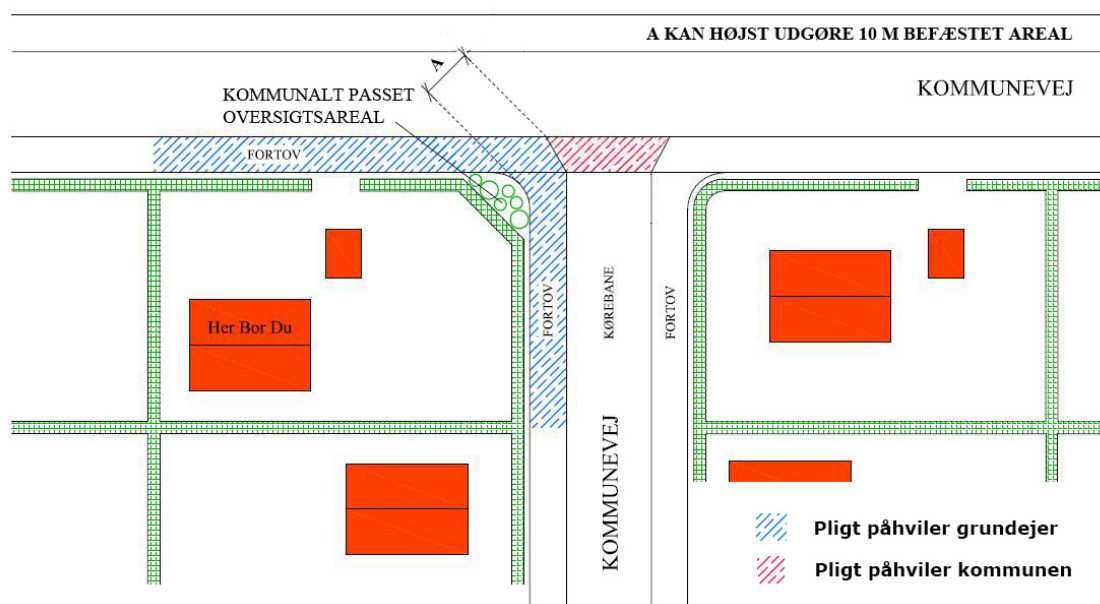 A KAN HØJST UDGØRE 10 M BEFÆSTET AREAL
A
KOMMUNEVEJ
KOMMUNALT PASSET
OVERSIGTSAREAL
FORTOV
Her Bor Du
FORTOV
KØREBANE
FORTOV
KOMMUNEVEJ
Pligt påhviler grundejer
Pligt påhviler kommunen